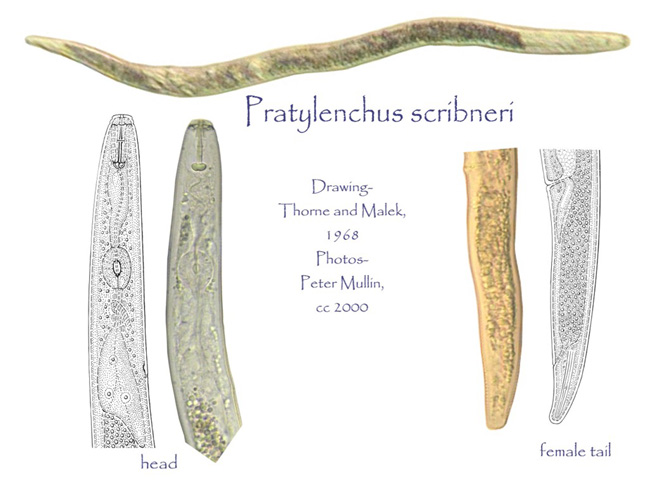 Pratylenchus scribneri
Drawing-
Thorne and Malek,
1968
Photos-
Peter Mullin,
cc 2000
head
female tail